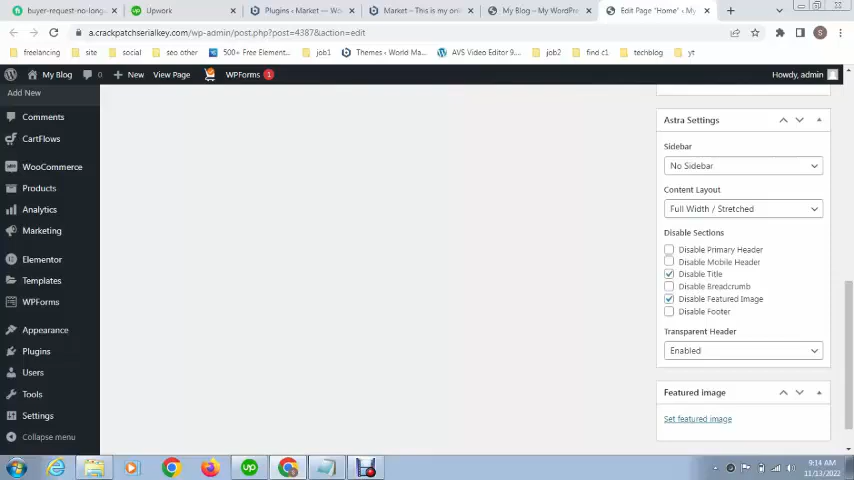 buyer-request-no-long-
Upwork
Plugins ‹ Market — Wo
Market – This is my onl
My Blog – My WordPre
Edit Page "Home" ‹ My
a.crackpatchserialkey.com/wp-admin/post.php?post=4387&action=edit
freelancing
site
social
seo other
500+ Free Element...
job1
Themes ‹ World Ma...
AVS Video Editor 9...
job2
find c1
techblog
yt
My Blog
0
New
View Page
WPForms
1
Howdy, admin
Add New
Comments
CartFlows
WooCommerce
Products
Analytics
Marketing
Elementor
Templates
WPForms
Appearance
Plugins
Users
Tools
Settings
Collapse menu
Astra Settings
Sidebar
No Sidebar
Content Layout
Full Width / Stretched
Disable Sections
Disable Primary Header
Disable Mobile Header
Disable Title
Disable Breadcrumb
Disable Featured Image
Disable Footer
Transparent Header
Enabled
Featured image
Set featured image
9:14 AM
11/13/2022